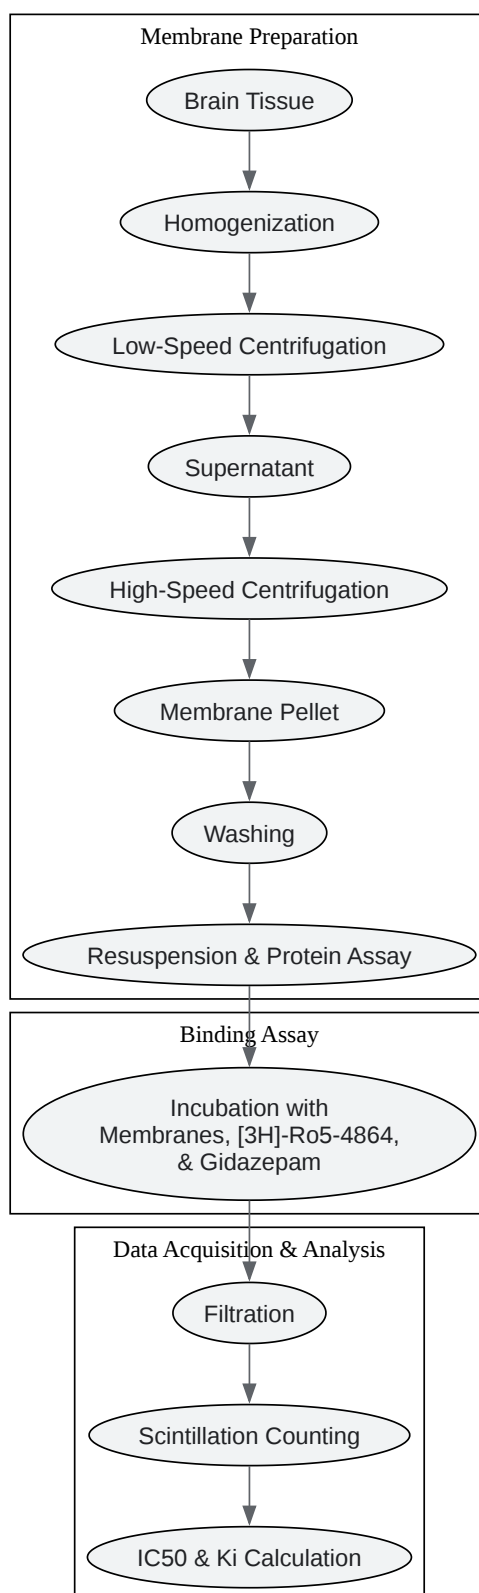 Membrane Preparation
Brain Tissue
Homogenization
Low-Speed Centrifugation
Supernatant
High-Speed Centrifugation
Membrane Pellet
Washing
Resuspension & Protein Assay
Binding Assay
Incubation with
Membranes, [3H]-Ro5-4864,
& Gidazepam
Data Acquisition & Analysis
Filtration
Scintillation Counting
IC50 & Ki Calculation